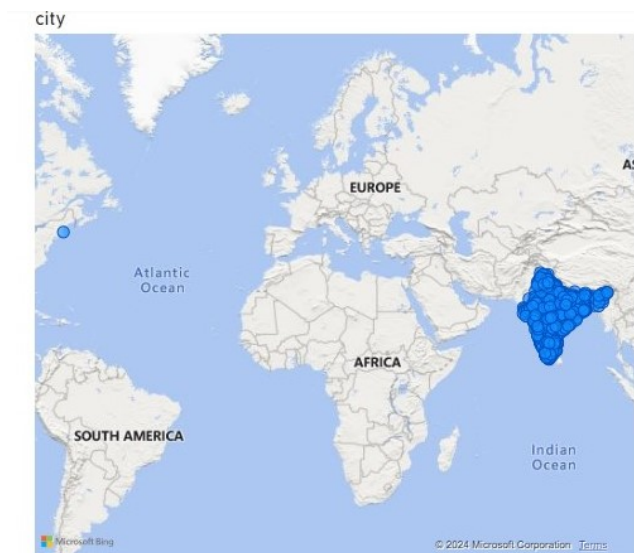 city
AS
EUROPE
Atlantic
Ocean
AFRICA
SOUTH AMERICA
Indian
Ocean
Microsoft Bing
© 2024 Microsoft Corporation Terms